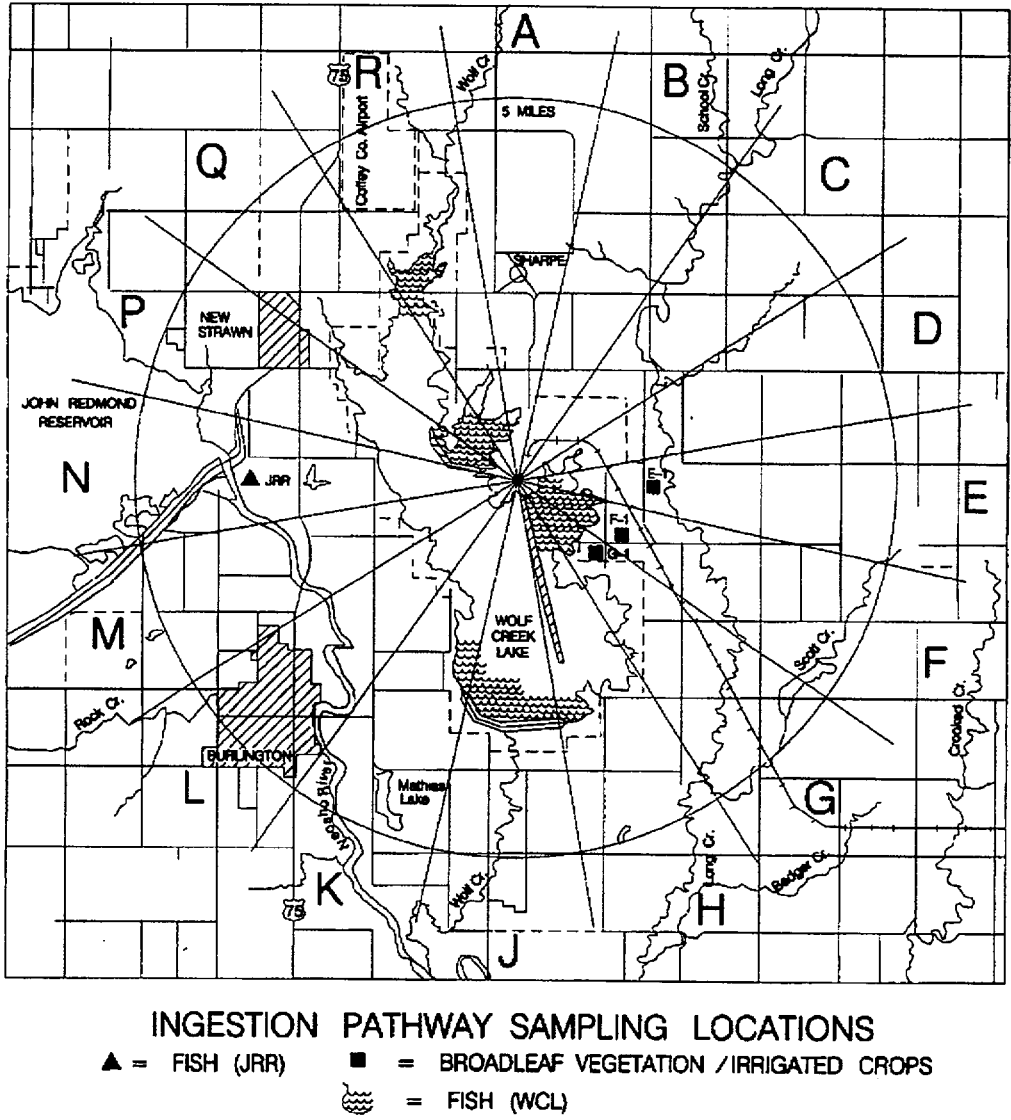 A
R
75
B
Wolf Cr.
School Cr.
Long Cr.
5 MILES
Coffey Co. Airport
Q
C
SHARPE
P
NEW
STRAWN
D
JOHN REDMOND
RESERVOIR
N
JRR
E-2
E
F-1
G-1
M
WOLF
CREEK
LAKE
Scott Cr.
F
Rock Cr.
Crooked Cr.
BURLINGTON
L
Neosho River
Mathias
Lake
G
Long Cr.
Badger Cr.
K
Wolf Cr.
75
H
J
INGESTION PATHWAY SAMPLING LOCATIONS
▲ = FISH (JRR) ■ = BROADLEAF VEGETATION / IRRIGATED CROPS
= FISH (WCL)